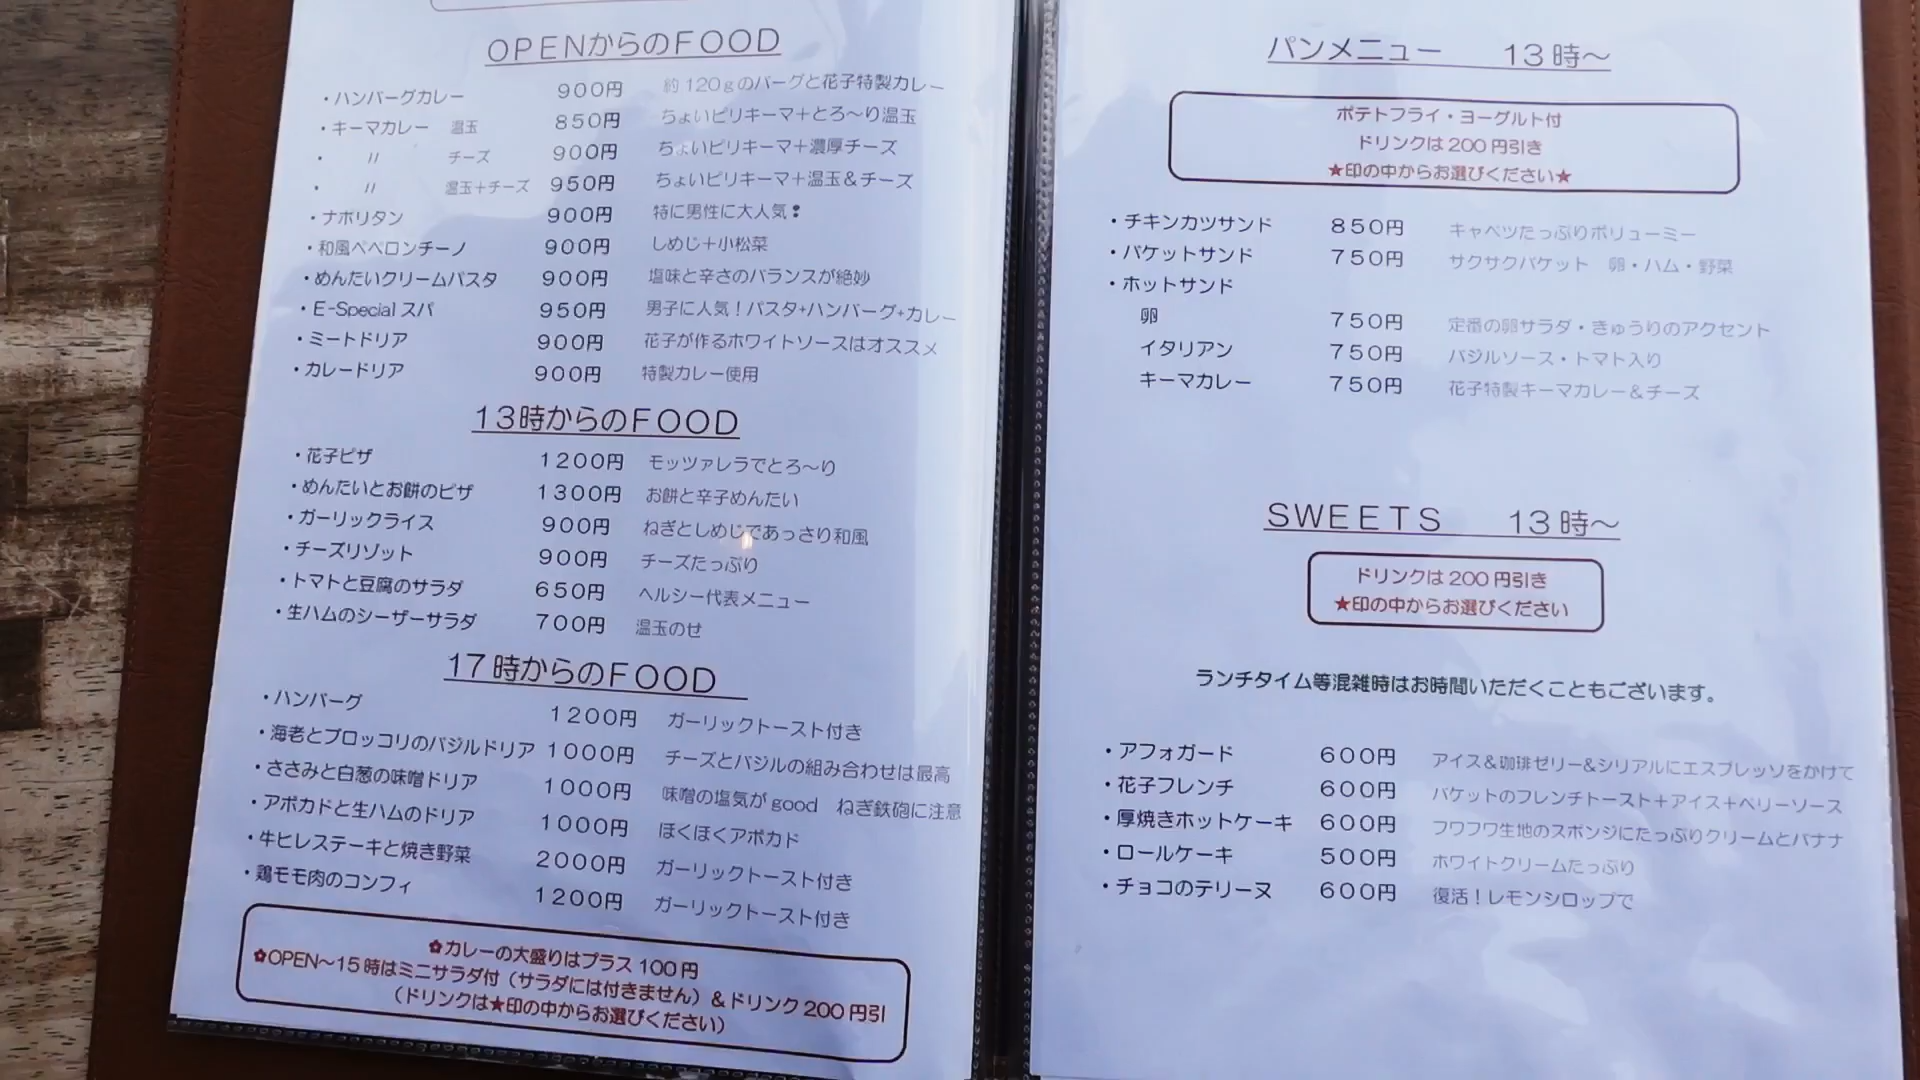 OPENからのFOOD
・ハンバーグカレー 900円 約120gのバーグと花子特製カレー
・キーマカレー 温玉 850円 ちょいピリキーマ＋とろ～り温玉
・ 〃 チーズ 900円 ちょいピリキーマ＋濃厚チーズ
・ 〃 温玉＋チーズ 950円 ちょいピリキーマ＋温玉＆チーズ
・ナポリタン 900円 特に男性に大人気❢
・和風ペペロンチーノ 900円 しめじ＋小松菜
・めんたいクリームパスタ 900円 塩味と辛さのバランスが絶妙
・E-Specialスパ 950円 男子に人気！パスタ+ハンバーグ+カレー
・ミートドリア 900円 花子が作るホワイトソースはオススメ
・カレードリア 900円 特製カレー使用
13時からのFOOD
・花子ピザ 1200円 モッツァレラでとろ～り
・めんたいとお餅のピザ 1300円 お餅と辛子めんたい
・ガーリックライス 900円 ねぎとしめじであっさり和風
・チーズリゾット 900円 チーズたっぷり
・トマトと豆腐のサラダ 650円 ヘルシー代表メニュー
・生ハムのシーザーサラダ 700円 温玉のせ
17時からのFOOD
・ハンバーグ 1200円 ガーリックトースト付き
・海老とブロッコリのバジルドリア 1000円 チーズとバジルの組み合わせは最高
・ささみと白葱の味噌ドリア 1000円 味噌の塩気がgood ねぎ鉄砲に注意
・アボカドと生ハムのドリア 1000円 ほくほくアボカド
・牛ヒレステーキと焼き野菜 2000円 ガーリックトースト付き
・鶏モモ肉のコンフィ 1200円 ガーリックトースト付き
✿カレーの大盛りはプラス100円
✿OPEN～15時はミニサラダ付（サラダには付きません）＆ドリンク200円引
（ドリンクは★印の中からお選びください）
パンメニュー 13時～
ポテトフライ・ヨーグルト付
ドリンクは200円引き
★印の中からお選びください★
・チキンカツサンド 850円 キャベツたっぷりボリューミー
・バケットサンド 750円 サクサクバケット 卵・ハム・野菜
・ホットサンド
卵 750円 定番の卵サラダ・きゅうりのアクセント
イタリアン 750円 バジルソース・トマト入り
キーマカレー 750円 花子特製キーマカレー＆チーズ
SWEETS 13時～
ドリンクは200円引き
★印の中からお選びください
ランチタイム等混雑時はお時間いただくこともございます。
・アフォガード 600円 アイス＆珈琲ゼリー&シリアルにエスプレッソをかけて
・花子フレンチ 600円 バケットのフレンチトースト＋アイス＋ベリーソース
・厚焼きホットケーキ 600円 フワフワ生地のスポンジにたっぷりクリームとバナナ
・ロールケーキ 500円 ホワイトクリームたっぷり
・チョコのテリーヌ 600円 復活！レモンシロップで